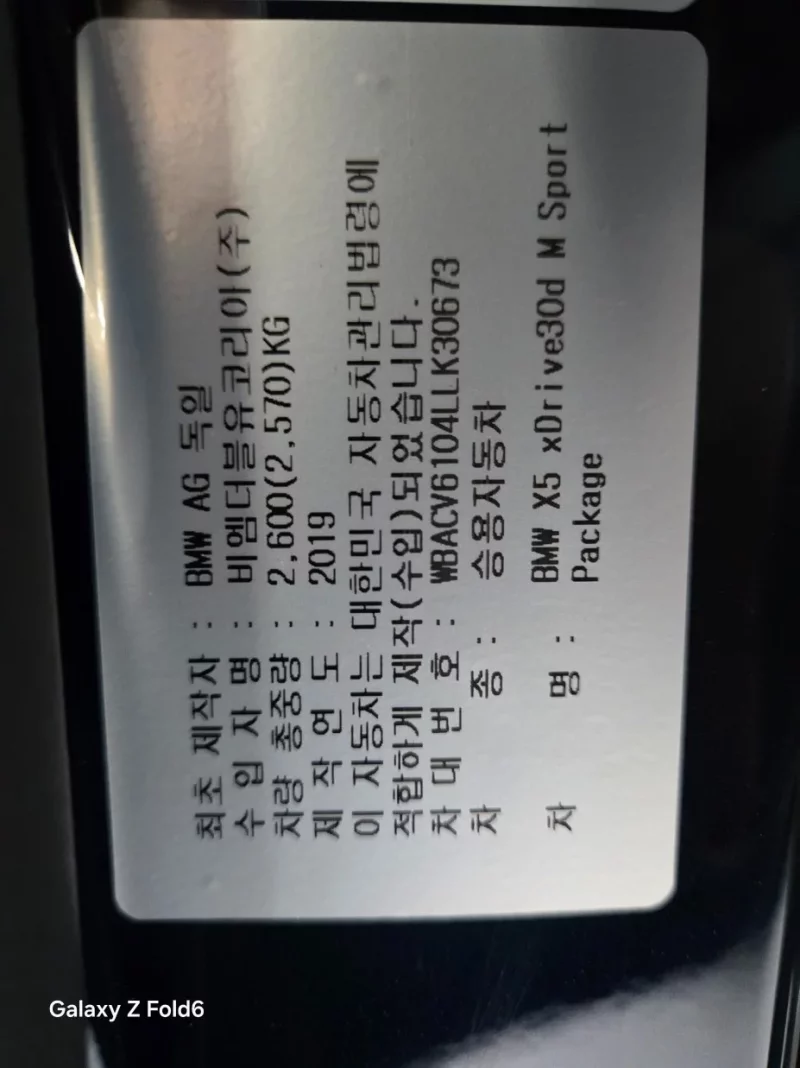 최초 제작자 : BMW AG 독일
수 입 자 명 : 비엠더블유코리아(주)
차량 총중량 : 2,600(2,570)KG
제 작 연 도 : 2019
이 자동차는 대한민국 자동차관리법령에
적합하게 제작(수입)되었습니다.
차 대 번 호 : WBACV6104LLK30673
차 종 : 승용자동차
차 명 : BMW X5 xDrive30d M Sport
Package
Galaxy Z Fold6